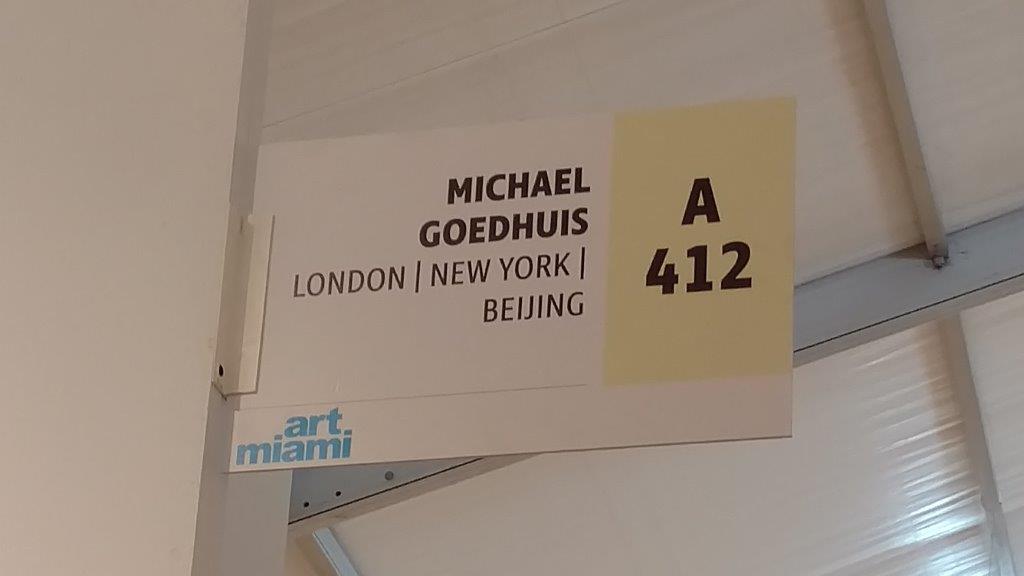 MICHAEL
GOEDHUIS
LONDON | NEW YORK |
BEIJING
A
412
art
miami